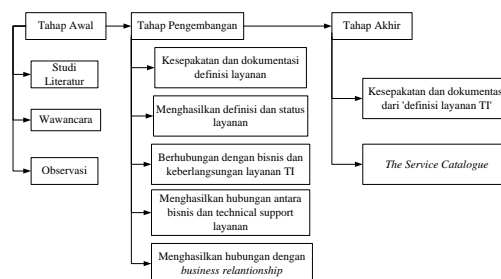 Tahap Awal
Studi
Literatur
Wawancara
Observasi
Tahap Pengembangan
Kesepakatan dan dokumentasi
definisi layanan
Menghasilkan definisi dan status
layanan
Berhubungan dengan bisnis dan
keberlangsungan layanan TI
Menghasilkan hubungan antara
bisnis dan technical support
layanan
Menghasilkan hubungan dengan
business relantionship
Tahap Akhir
Kesepakatan dan dokumentas
dari 'definisi layanan TI'
The Service Catalogue